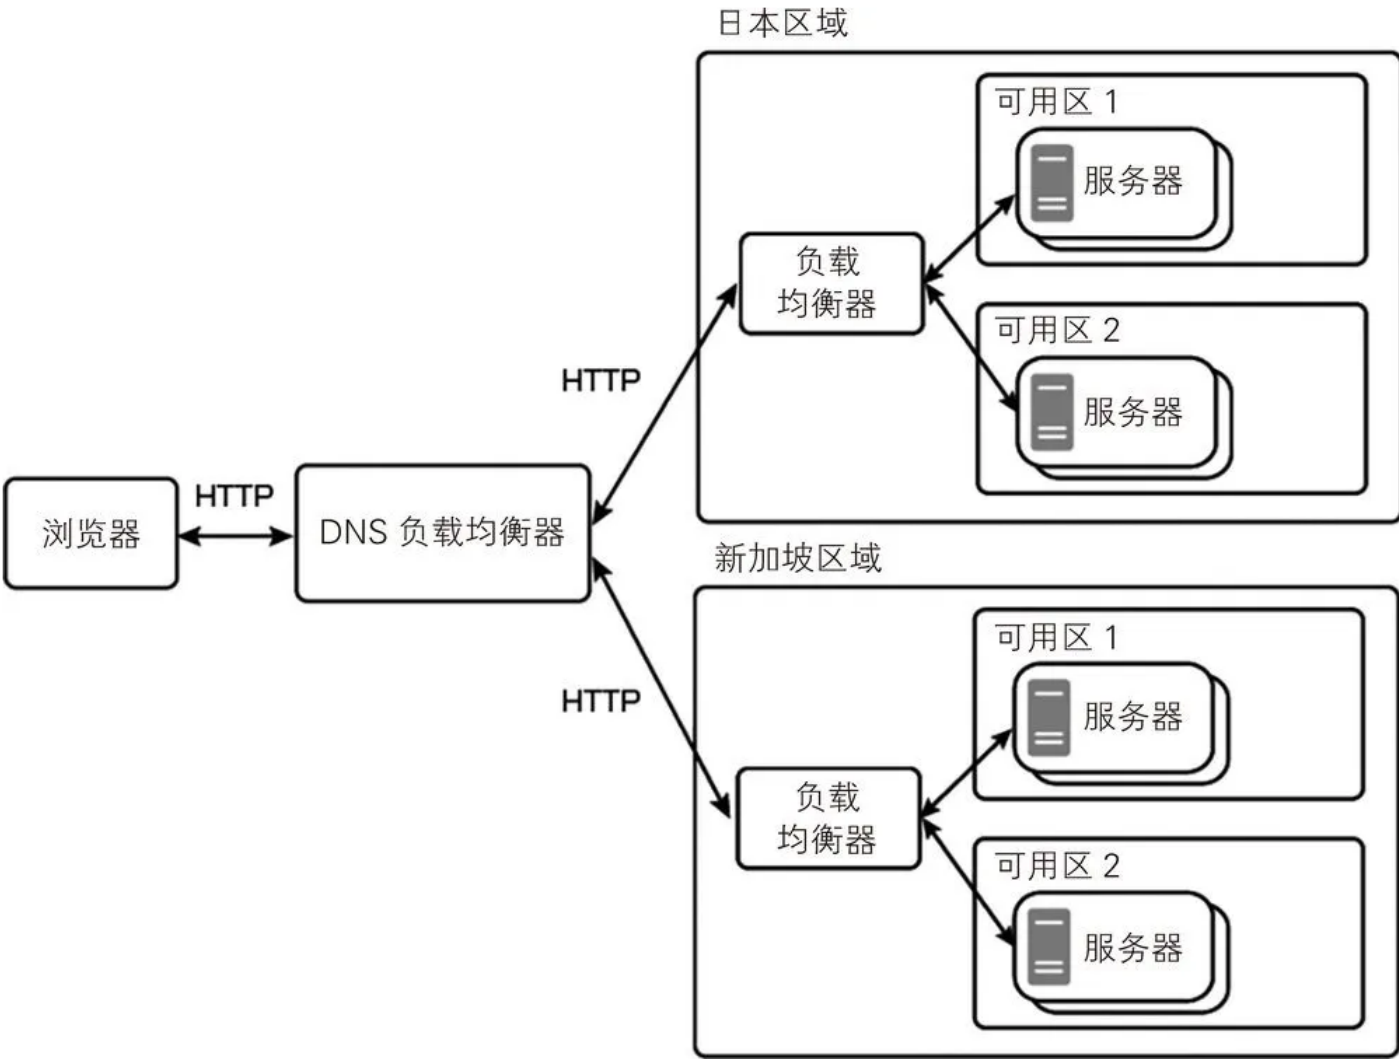 日本区域
可用区 1
服务器
负载
均衡器
可用区 2
服务器
HTTP
浏览器
HTTP
DNS 负载均衡器
新加坡区域
HTTP
可用区 1
服务器
负载
均衡器
可用区 2
服务器